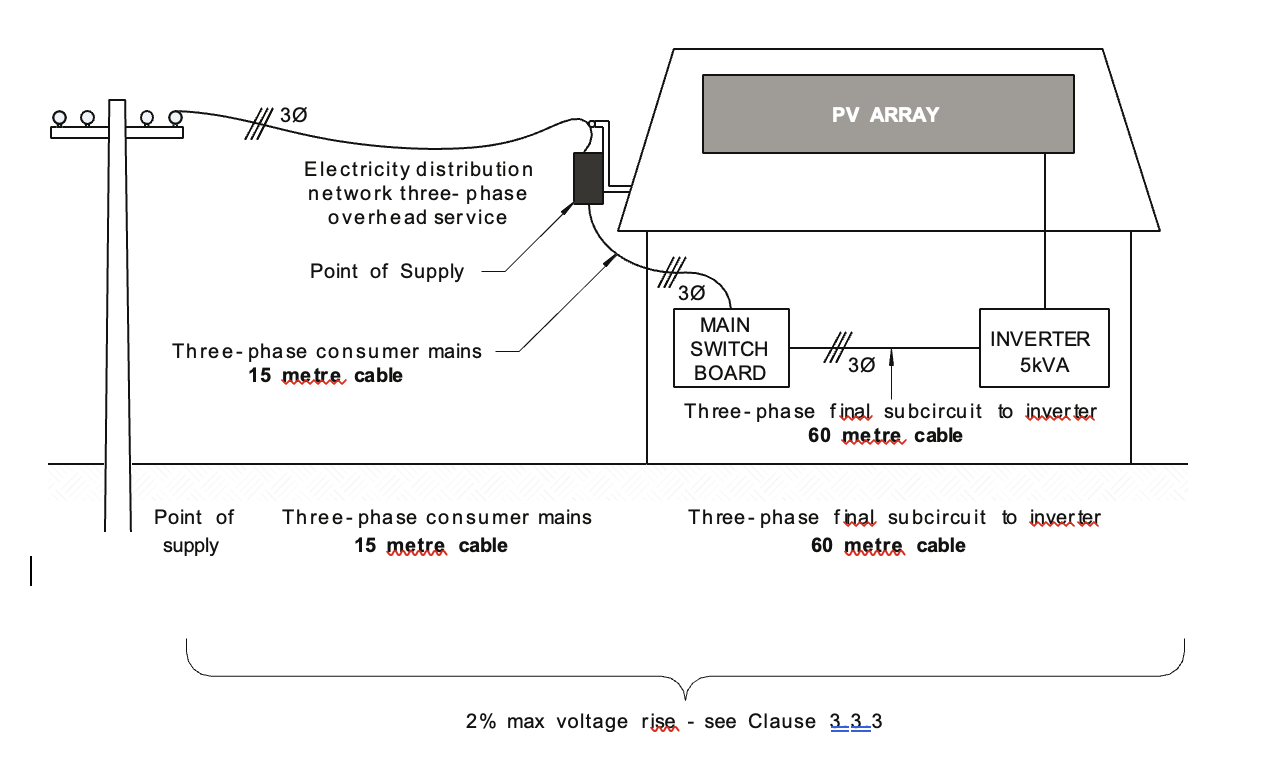 PV ARRAY
3Ø
Electricity distribution
network three-phase
overhead service
Point of Supply
3Ø
Three-phase consumer mains
15 metre cable
MAIN
SWITCH
BOARD
3Ø
INVERTER
5kVA
Three-phase final subcircuit to inverter
60 metre cable
Point of
supply
Three-phase consumer mains
15 metre cable
Three-phase final subcircuit to inverter
60 metre cable
2% max voltage rise - see Clause 3.3.3